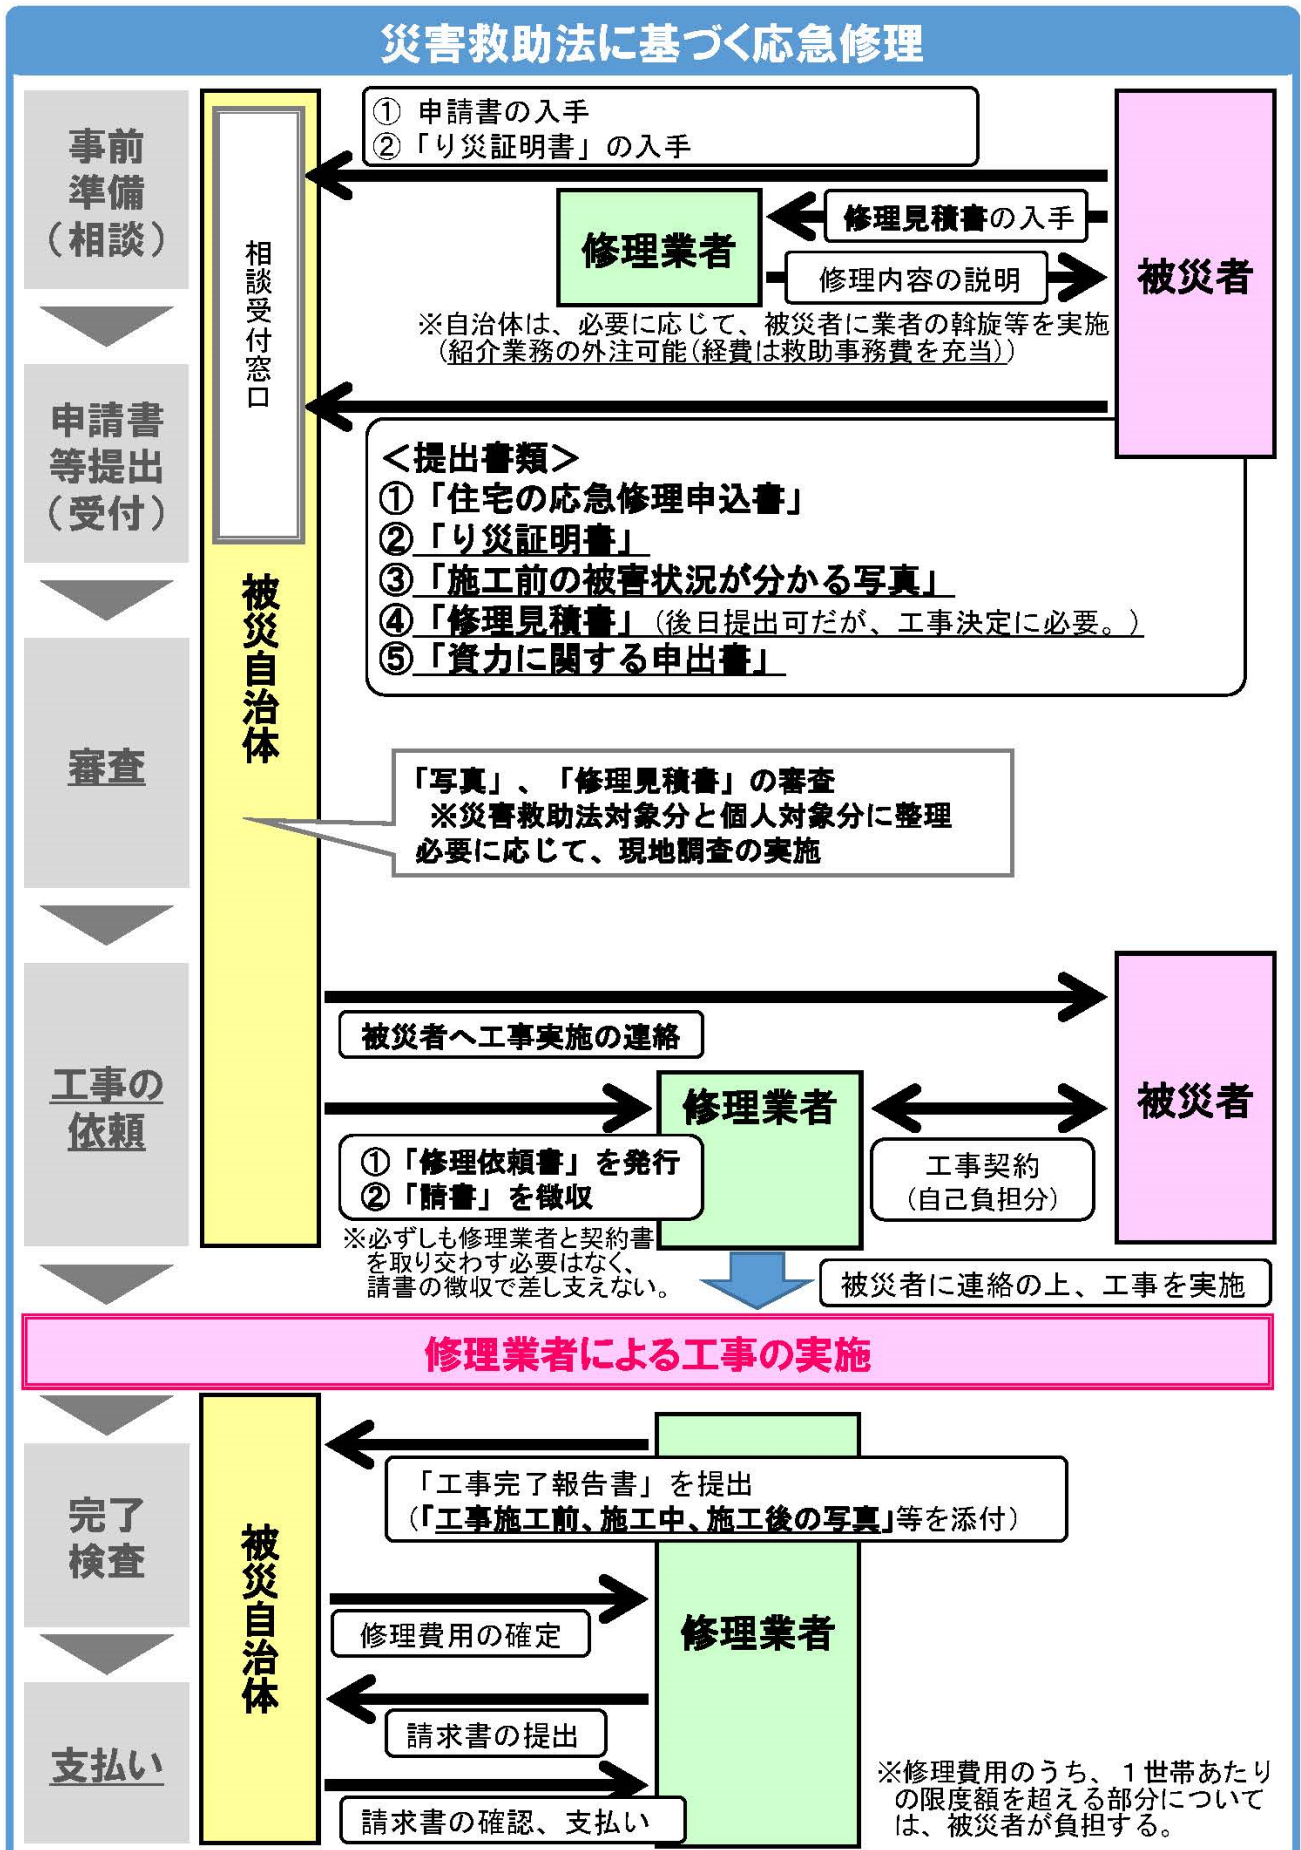 災害救助法に基づく応急修理
事前
準備
（相談）
① 申請書の入手
②「り災証明書」の入手
相談受付窓口
修理業者
修理見積書の入手
修理内容の説明
被災者
※自治体は、必要に応じて、被災者に業者の斡旋等を実施
（紹介業務の外注可能（経費は救助事務費を充当））
申請書
等提出
（受付）
＜提出書類＞
①「住宅の応急修理申込書」
②「り災証明書」
③「施工前の被害状況が分かる写真」
④「修理見積書」（後日提出可だが、工事決定に必要。）
⑤「資力に関する申出書」
被災自治体
審査
「写真」、「修理見積書」の審査
※災害救助法対象分と個人対象分に整理
必要に応じて、現地調査の実施
工事の
依頼
被災者へ工事実施の連絡
修理業者
被災者
①「修理依頼書」を発行
②「請書」を徴収
工事契約
（自己負担分）
※必ずしも修理業者と契約書
を取り交わす必要はなく、
請書の徴収で差し支えない。
被災者に連絡の上、工事を実施
修理業者による工事の実施
完了
検査
被災自治体
「工事完了報告書」を提出
（「工事施工前、施工中、施工後の写真」等を添付）
修理費用の確定
修理業者
請求書の提出
支払い
請求書の確認、支払い
※修理費用のうち、１世帯あたり
の限度額を超える部分について
は、被災者が負担する。